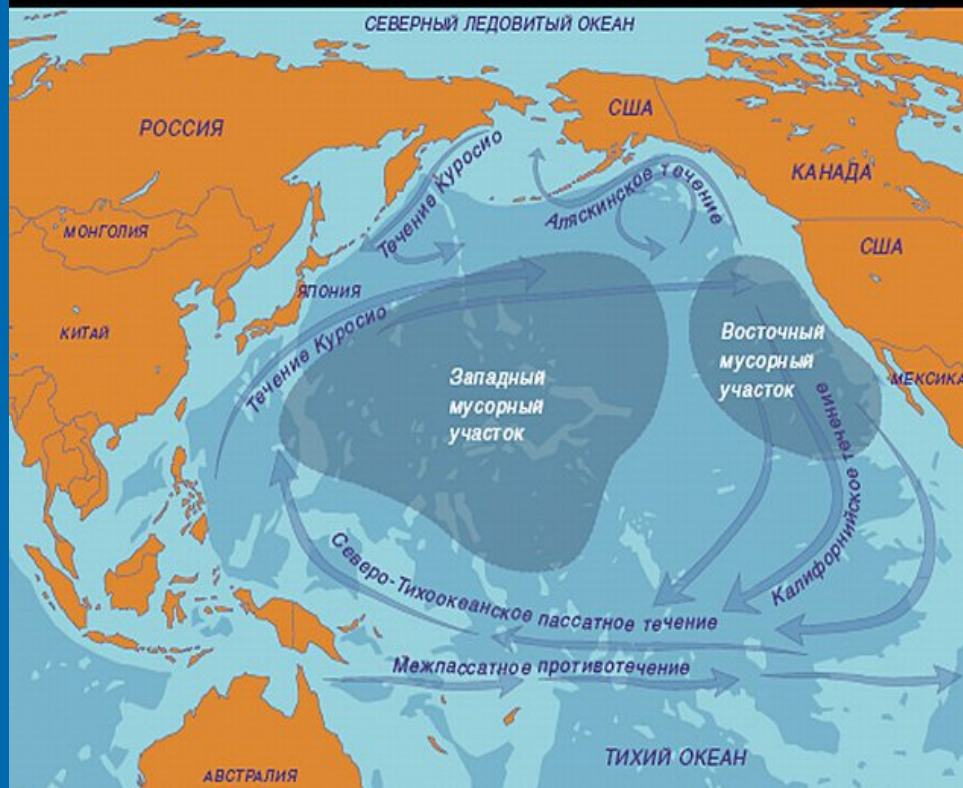 СЕВЕРНЫЙ ЛЕДОВИТЫЙ ОКЕАН
РОССИЯ
США
КАНАДА
Течение Куросио
Аляскинское течение
МОНГОЛИЯ
США
ЯПОНИЯ
КИТАЙ
Течение Куросио
Западный
мусорный
участок
Восточный
мусорный
участок
МЕКСИКА
Калифорнийское течение
Северо-Тихоокеанское пассатное течение
Межпассатное противотечение
ТИХИЙ ОКЕАН
АВСТРАЛИЯ